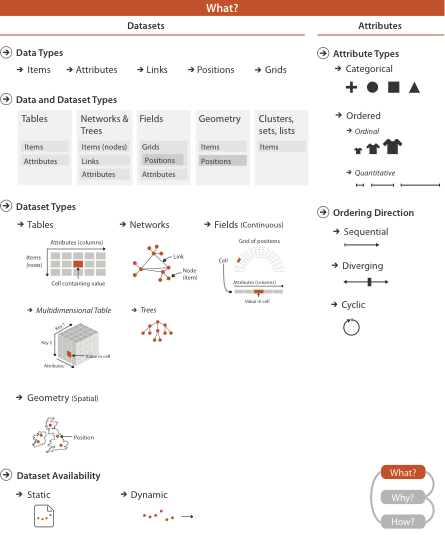 What?
Datasets
Attributes
Data Types
Items
Attributes
Links
Positions
Grids
Data and Dataset Types
Tables
Networks &
Trees
Fields
Geometry
Clusters,
sets, lists
Items
Items (nodes)
Grids
Items
Items
Attributes
Links
Positions
Positions
Attributes
Attributes
Dataset Types
Tables
Networks
Fields (Continuous)
Attributes (columns)
Items
(rows)
Cell containing value
Link
Node
(item)
Grid of positions
Cell
Attributes (columns)
Value in cell
Multidimensional Table
Key 1
Key 2
Value in cell
Attributes
Trees
Geometry (Spatial)
Position
Dataset Availability
Static
Dynamic
Attribute Types
Categorical
Ordered
Ordinal
Quantitative
Ordering Direction
Sequential
Diverging
Cyclic
What?
Why?
How?